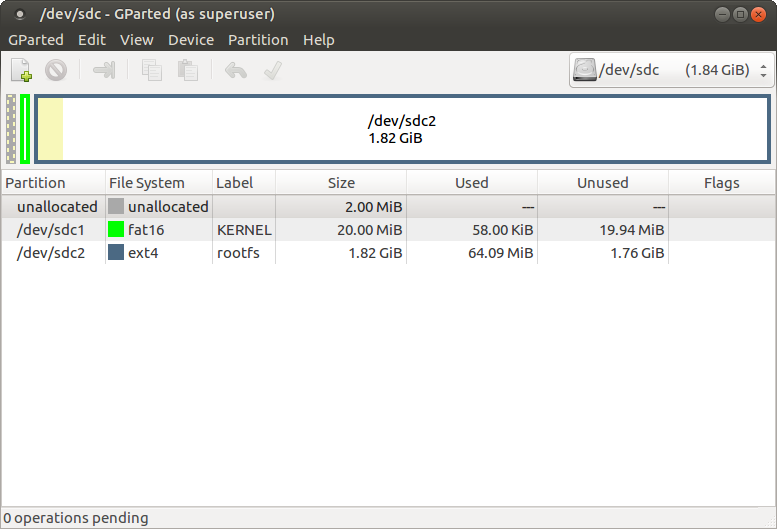 /dev/sdc - GParted (as superuser)
GParted Edit View Device Partition Help
/dev/sdc (1.84 GiB)
/dev/sdc2
1.82 GiB
Partition File System Label Size Used Unused Flags
unallocated unallocated 2.00 MiB --- ---
/dev/sdc1 fat16 KERNEL 20.00 MiB 58.00 KiB 19.94 MiB
/dev/sdc2 ext4 rootfs 1.82 GiB 64.09 MiB 1.76 GiB
0 operations pending